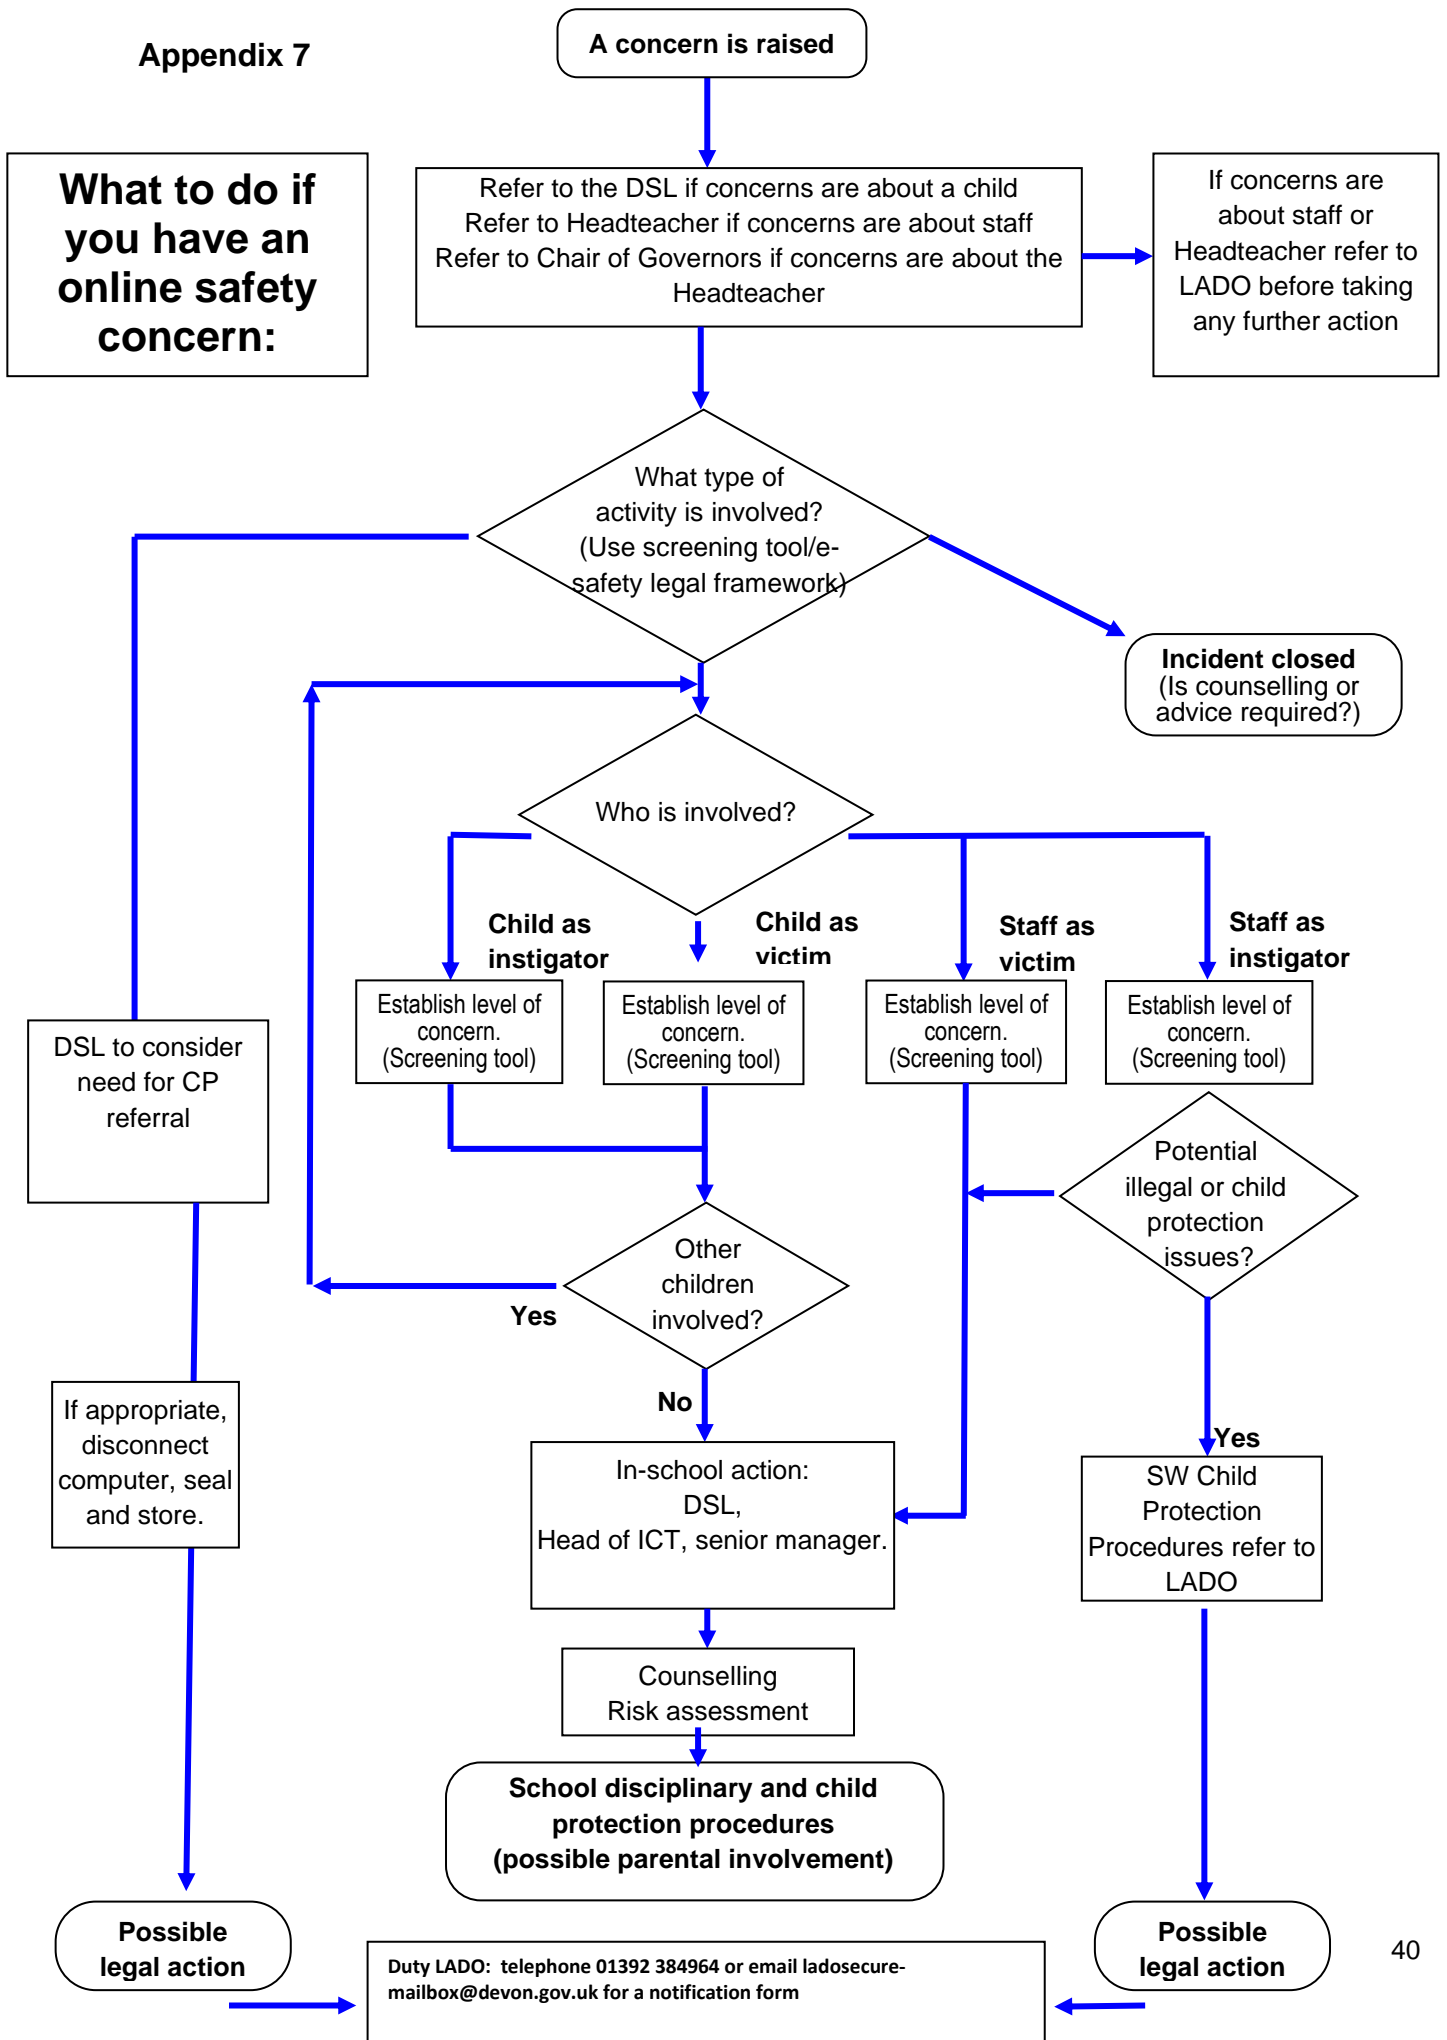 Appendix 7
A concern is raised
What to do if
you have an
online safety
concern:
Refer to the DSL if concerns are about a child
Refer to Headteacher if concerns are about staff
Refer to Chair of Governors if concerns are about the
Headteacher
If concerns are
about staff or
Headteacher refer to
LADO before taking
any further action
What type of
activity is involved?
(Use screening tool/e-
safety legal framework)
Incident closed
(Is counselling or
advice required?)
Who is involved?
Child as
instigator
Child as
victim
Staff as
victim
Staff as
instigator
Establish level of
concern.
(Screening tool)
Establish level of
concern.
(Screening tool)
Establish level of
concern.
(Screening tool)
Establish level of
concern.
(Screening tool)
DSL to consider
need for CP
referral
Potential
illegal or child
protection
issues?
Other
children
involved?
Yes
No
Yes
If appropriate,
disconnect
computer, seal
and store.
In-school action:
DSL,
Head of ICT, senior manager.
SW Child
Protection
Procedures refer to
LADO
Counselling
Risk assessment
School disciplinary and child
protection procedures
(possible parental involvement)
Possible
legal action
Possible
legal action
Duty LADO:  telephone 01392 384964 or email ladosecure-
mailbox@devon.gov.uk for a notification form
40